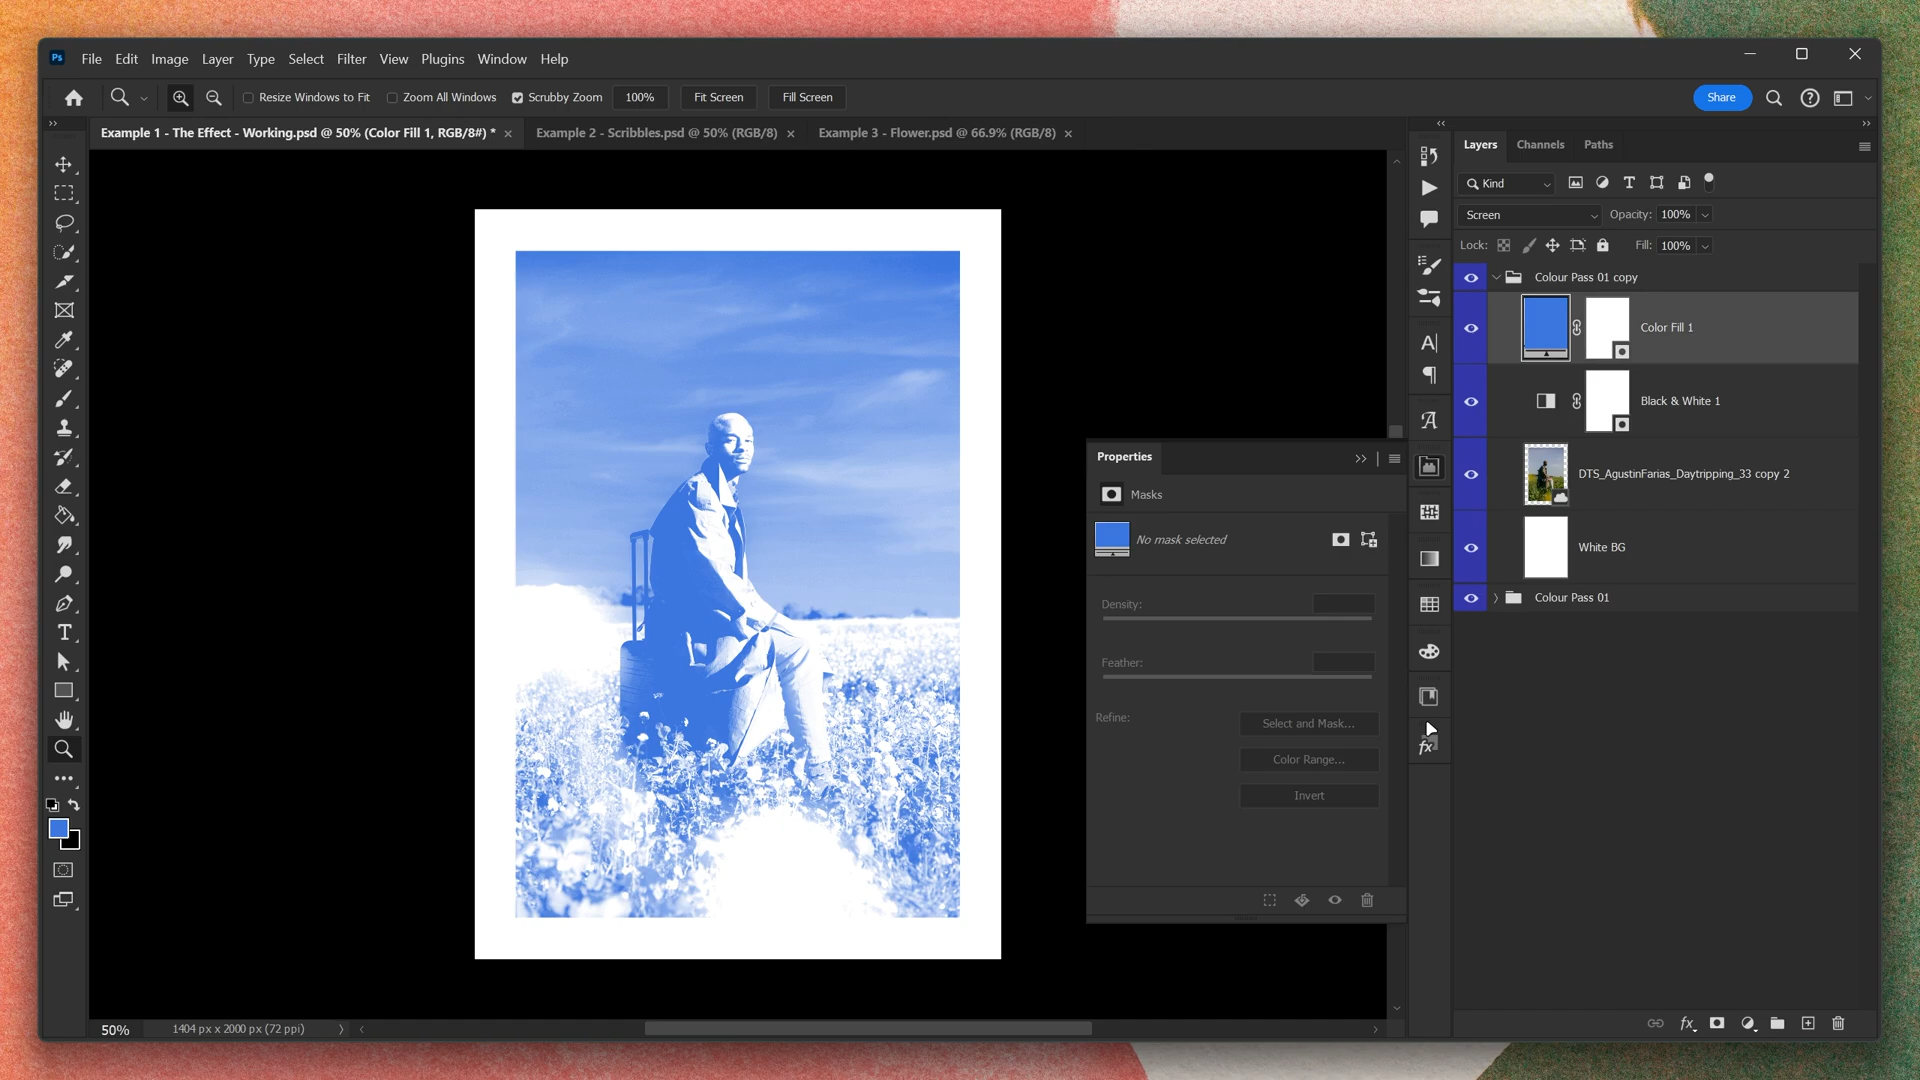 Ps File Edit Image Layer Type Select Filter View Plugins Window Help
Resize Windows to Fit Zoom All Windows Scrubby Zoom 100% Fit Screen Fill Screen Share
Example 1 - The Effect - Working.psd @ 50% (Color Fill 1, RGB/8#) * Example 2 - Scribbles.psd @ 50% (RGB/8) Example 3 - Flower.psd @ 66.9% (RGB/8)
Layers Channels Paths
Kind
Screen Opacity: 100%
Lock: Fill: 100%
Colour Pass 01 copy
Color Fill 1
Black & White 1
DTS_AgustinFarias_Daytripping_33 copy 2
White BG
Colour Pass 01
Properties
Masks
No mask selected
Density:
Feather:
Refine: Select and Mask...
Color Range...
Invert
fx
50% 1404 px x 2000 px (72 ppi)
fx